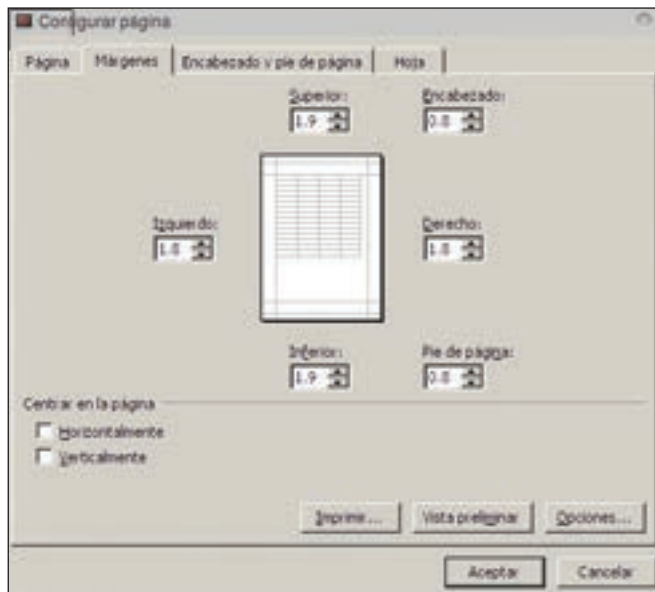 Configurar página
Página Márgenes Encabezado y pie de página Hoja
Superior: Encabezado:
1.9 0.8
Izquierdo: Derecho:
1.8 1.8
Inferior: Pie de página:
1.9 0.8
Centrar en la página
Horizontalmente
Verticalmente
Imprimir... Vista preliminar Opciones...
Aceptar Cancelar